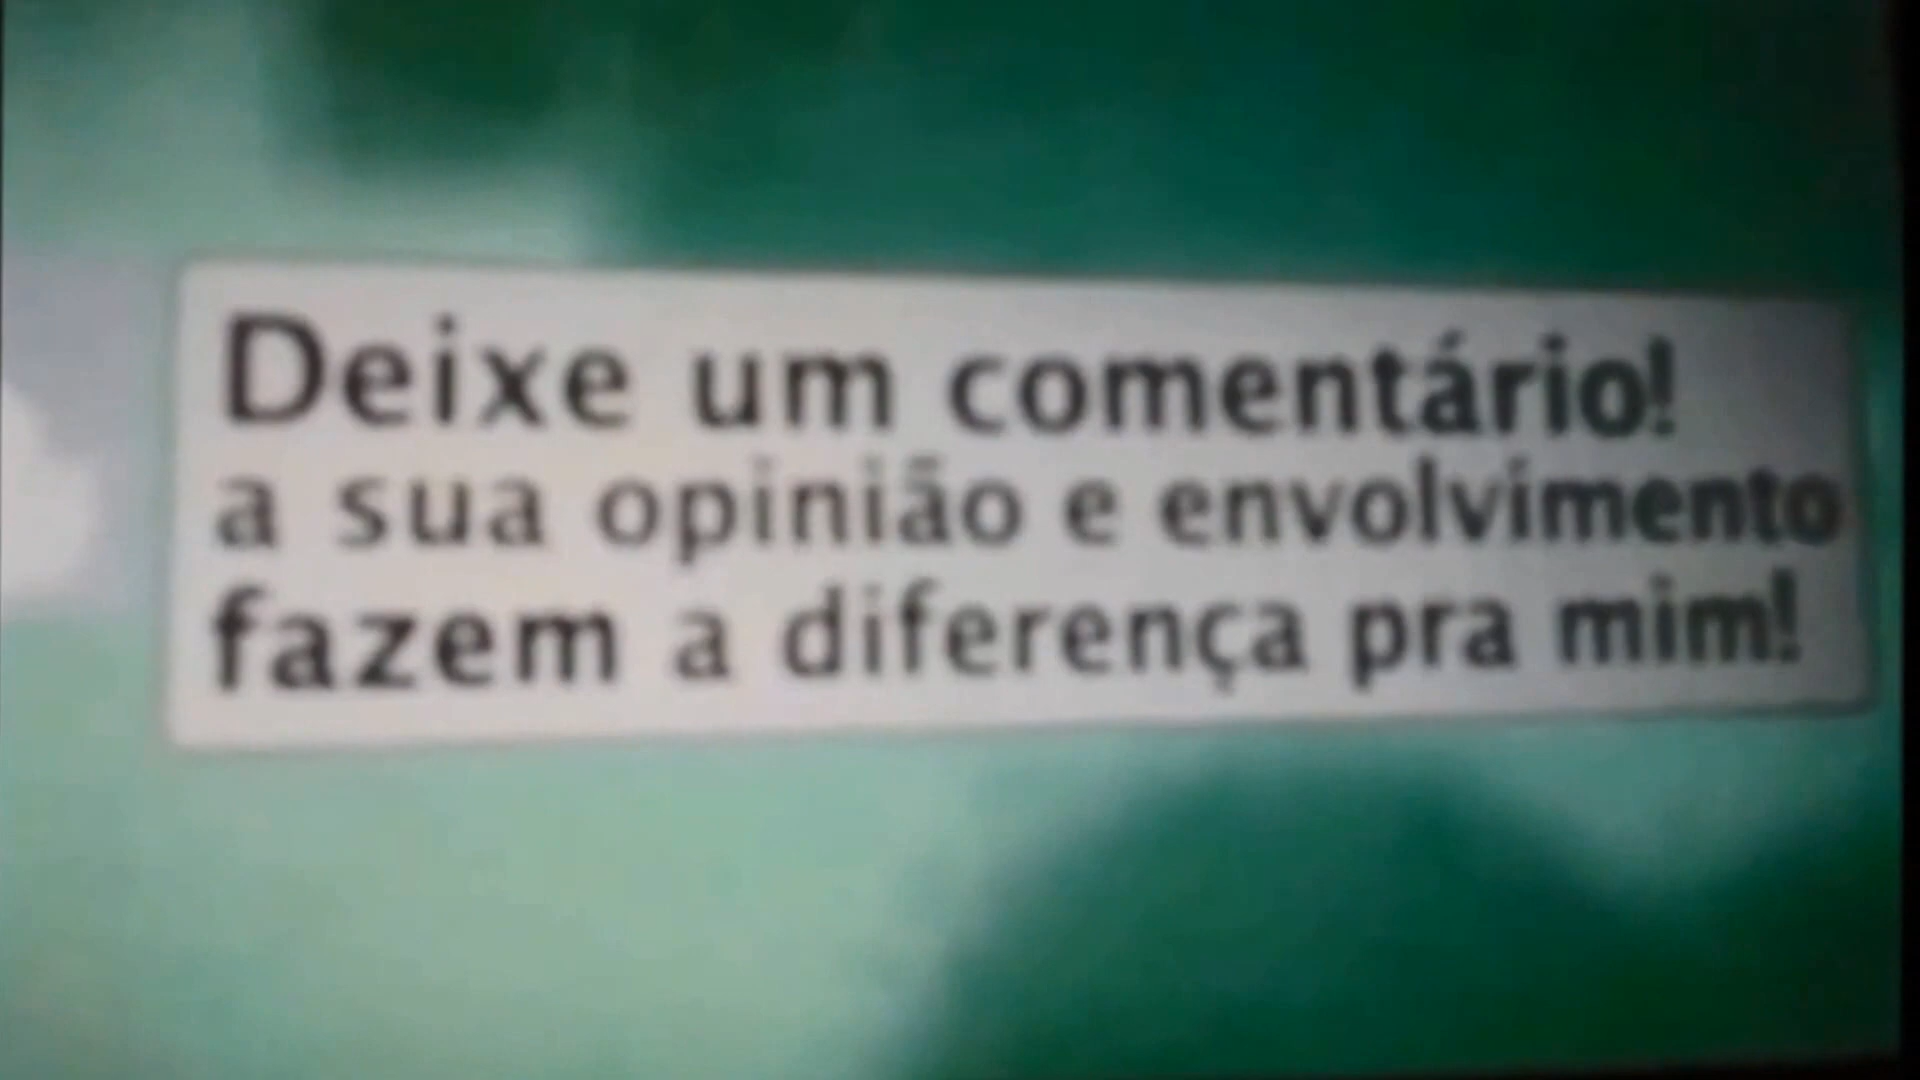 Deixe um comentário!
a sua opinião e envolvimento
fazem a diferença pra mim!